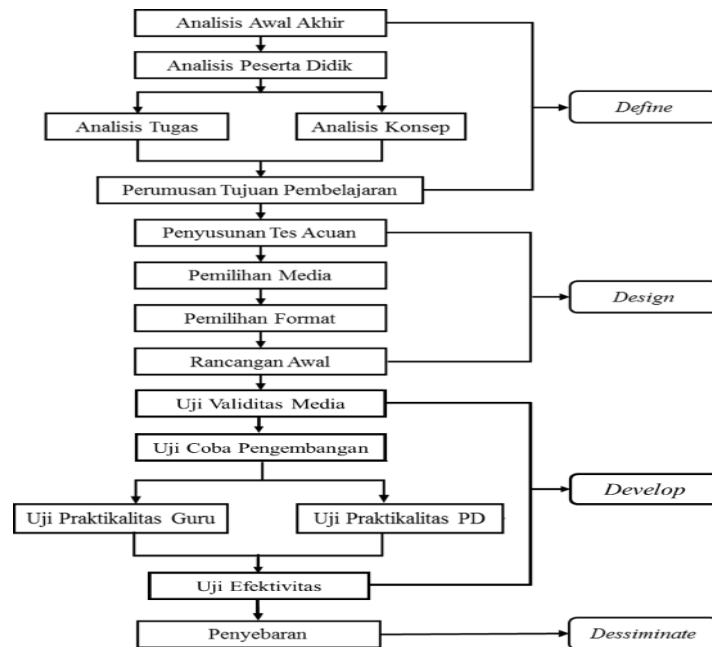 Analisis Awal Akhir
Analisis Peserta Didik
Define
Analisis Tugas
Analisis Konsep
Perumusan Tujuan Pembelajaran
Penyusunan Tes Acuan
Pemilihan Media
Design
Pemilihan Format
Rancangan Awal
Uji Validitas Media
Uji Coba Pengembangan
Develop
Uji Praktikalitas Guru
Uji Praktikalitas PD
Uji Efektivitas
Penyebaran
Dessiminate